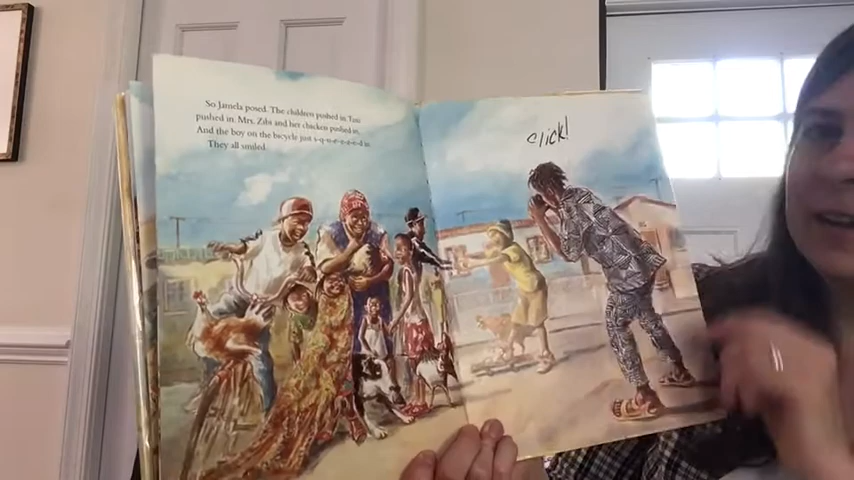 So Jamela posed. The children pushed in. Tata
pushed in. Mrs. Zibi and her chicken pushed in.
And the boy on the bicycle just s-q-u-e-e-z-e-d in.
They all smiled.
Click!